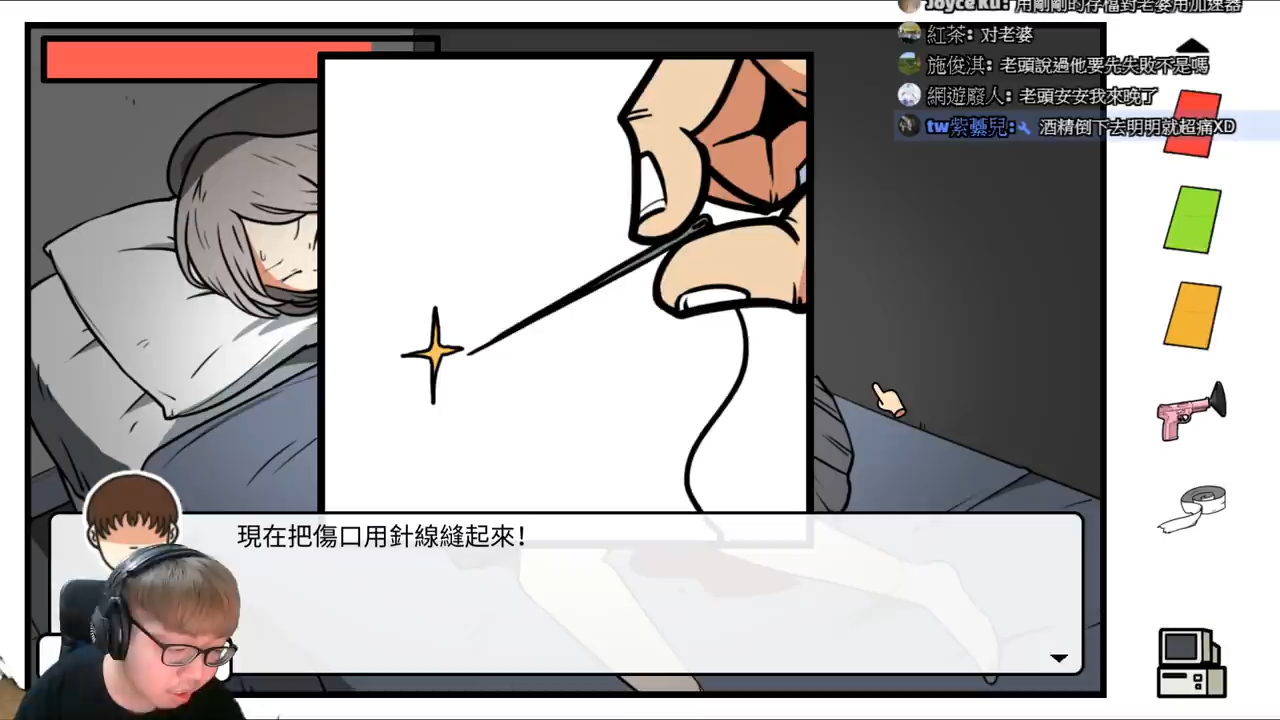 Joyce Ku: 用剛剛的存檔對老婆用加速器
紅茶: 对老婆
施俊淇: 老頭說過他要先失敗不是嗎
網遊廢人: 老頭安安我來晚了
tw紫藜兒: 酒精倒下去明明就超痛XD
現在把傷口用針線縫起來!